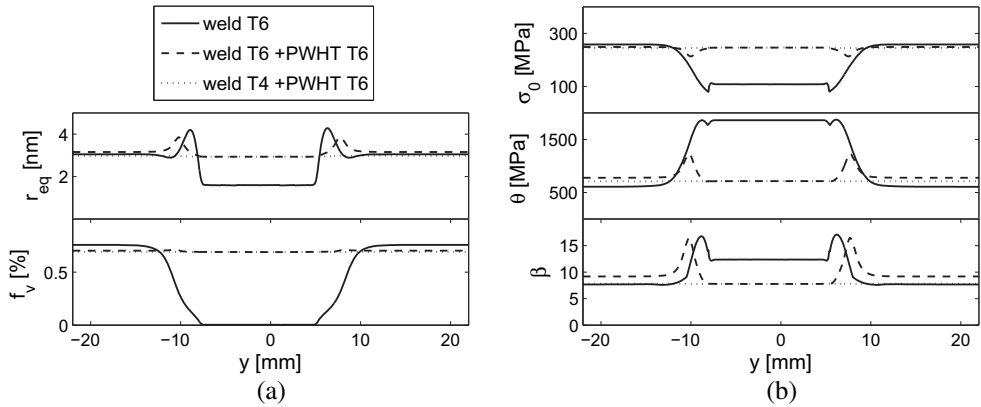 weld T6
weld T6 +PWHT T6
weld T4 +PWHT T6
4
2
r_eq [nm]
0.5
0
f_v [%]
−20 −10 0 10 20
y [mm]
(a)
300
100
σ_0 [MPa]
1500
500
θ [MPa]
15
10
5
0
β
−20 −10 0 10 20
y [mm]
(b)